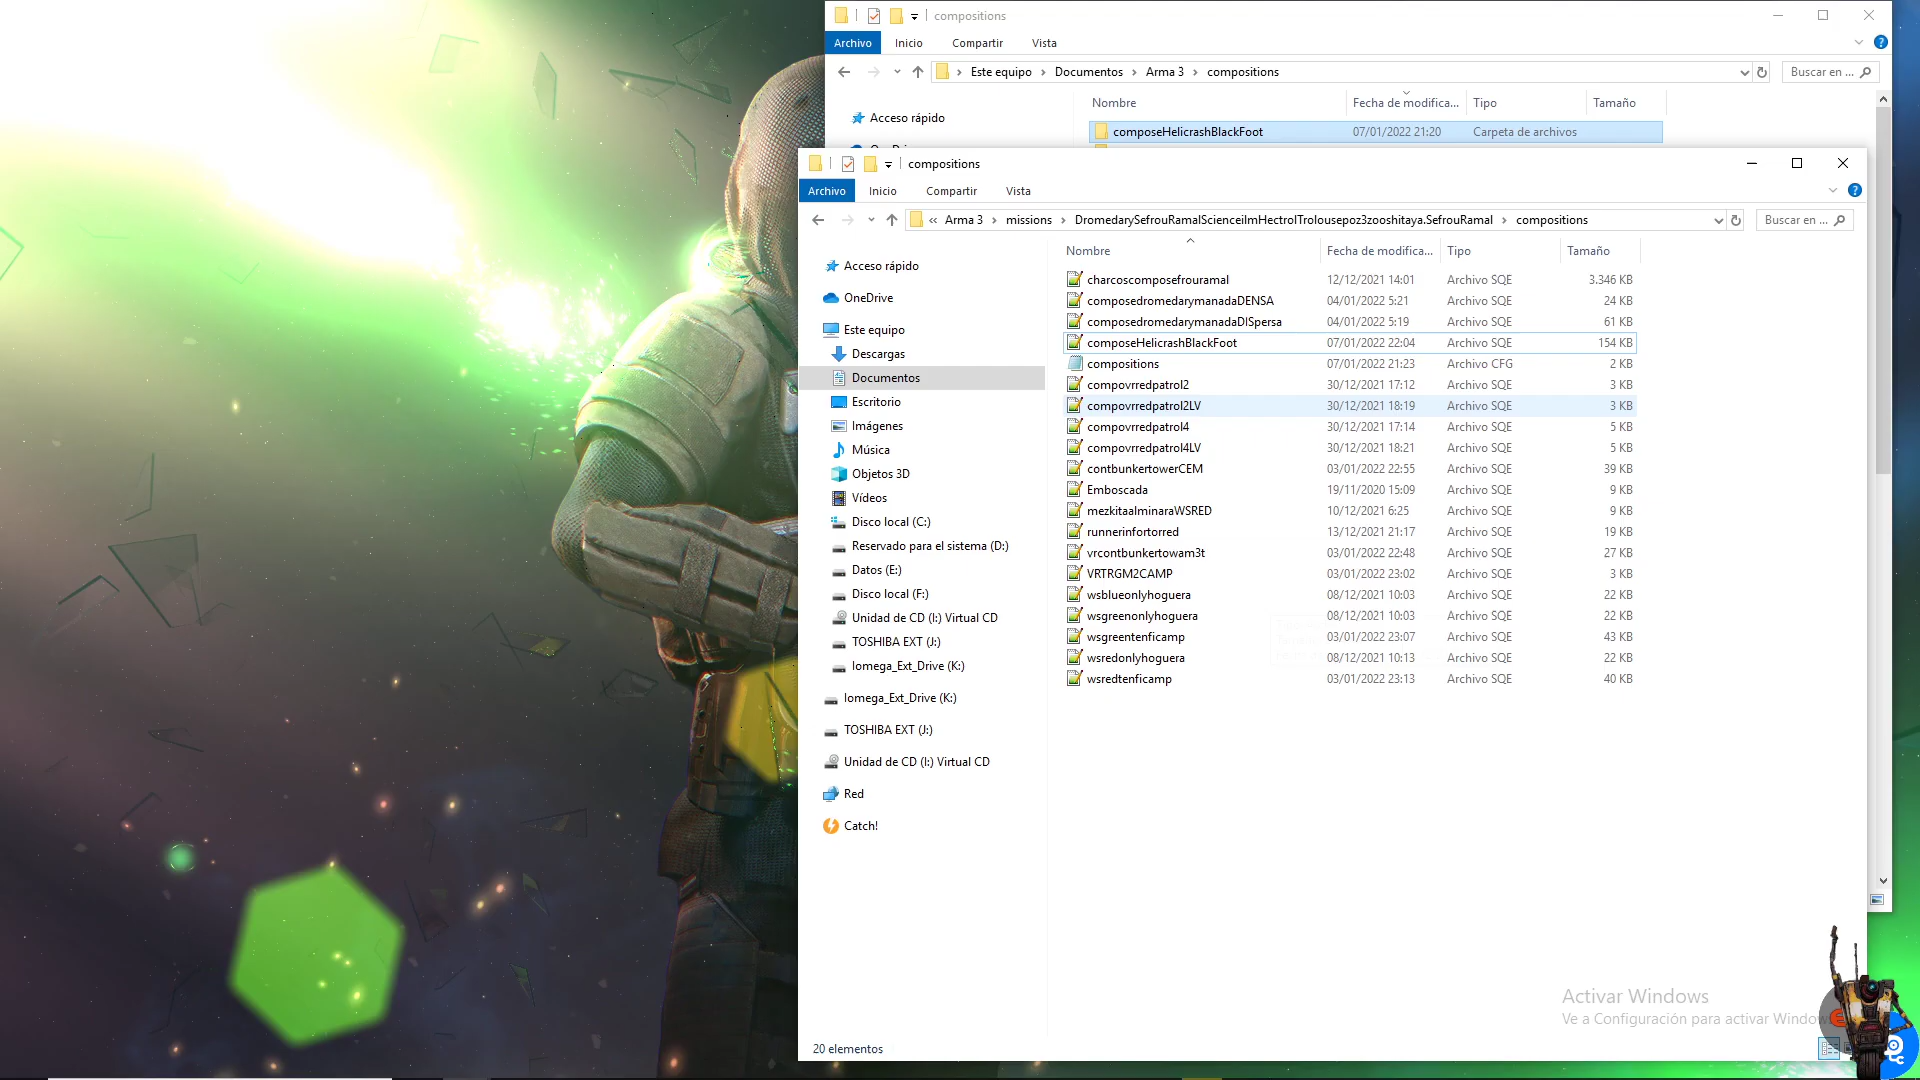 compositions
Archivo Inicio Compartir Vista
Este equipo Documentos Arma 3 compositions Buscar en ...
Nombre Fecha de modifica... Tipo Tamaño
Acceso rápido
composeHelicrashBlackFoot 07/01/2022 21:20 Carpeta de archivos
compositions
Archivo Inicio Compartir Vista
« Arma 3 missions DromedarySefrouRamalScienceiImHectrolTrolousepoz3zooshitaya.SefrouRamal compositions Buscar en ...
Nombre Fecha de modifica... Tipo Tamaño
Acceso rápido
OneDrive
Este equipo
Descargas
Documentos
Escritorio
Imágenes
Música
Objetos 3D
Vídeos
Disco local (C:)
Reservado para el sistema (D:)
Datos (E:)
Disco local (F:)
Unidad de CD (I:) Virtual CD
TOSHIBA EXT (J:)
Iomega_Ext_Drive (K:)
Iomega_Ext_Drive (K:)
TOSHIBA EXT (J:)
Unidad de CD (I:) Virtual CD
Red
Catch!
charcoscomposefrouramal 12/12/2021 14:01 Archivo SQE 3.346 KB
composedromedarymanadaDENSA 04/01/2022 5:21 Archivo SQE 24 KB
composedromedarymanadaDISpersa 04/01/2022 5:19 Archivo SQE 61 KB
composeHelicrashBlackFoot 07/01/2022 22:04 Archivo SQE 154 KB
compositions 07/01/2022 21:23 Archivo CFG 2 KB
compovrredpatrol2 30/12/2021 17:12 Archivo SQE 3 KB
compovrredpatrol2LV 30/12/2021 18:19 Archivo SQE 3 KB
compovrredpatrol4 30/12/2021 17:14 Archivo SQE 5 KB
compovrredpatrol4LV 30/12/2021 18:21 Archivo SQE 5 KB
contbunkertowerCEM 03/01/2022 22:55 Archivo SQE 39 KB
Emboscada 19/11/2020 15:09 Archivo SQE 9 KB
mezkitaalminaraWSRED 10/12/2021 6:25 Archivo SQE 9 KB
runnerinfortorred 13/12/2021 21:17 Archivo SQE 19 KB
vrcontbunkertowam3t 03/01/2022 22:48 Archivo SQE 27 KB
VRTRGM2CAMP 03/01/2022 23:02 Archivo SQE 3 KB
wsblueonlyhoguera 08/12/2021 10:03 Archivo SQE 22 KB
wsgreenonlyhoguera 08/12/2021 10:03 Archivo SQE 22 KB
wsgreentenficamp 03/01/2022 23:07 Archivo SQE 43 KB
wsredonlyhoguera 08/12/2021 10:13 Archivo SQE 22 KB
wsredtenficamp 03/01/2022 23:13 Archivo SQE 40 KB
Activar Windows
Ve a Configuración para activar Window
20 elementos